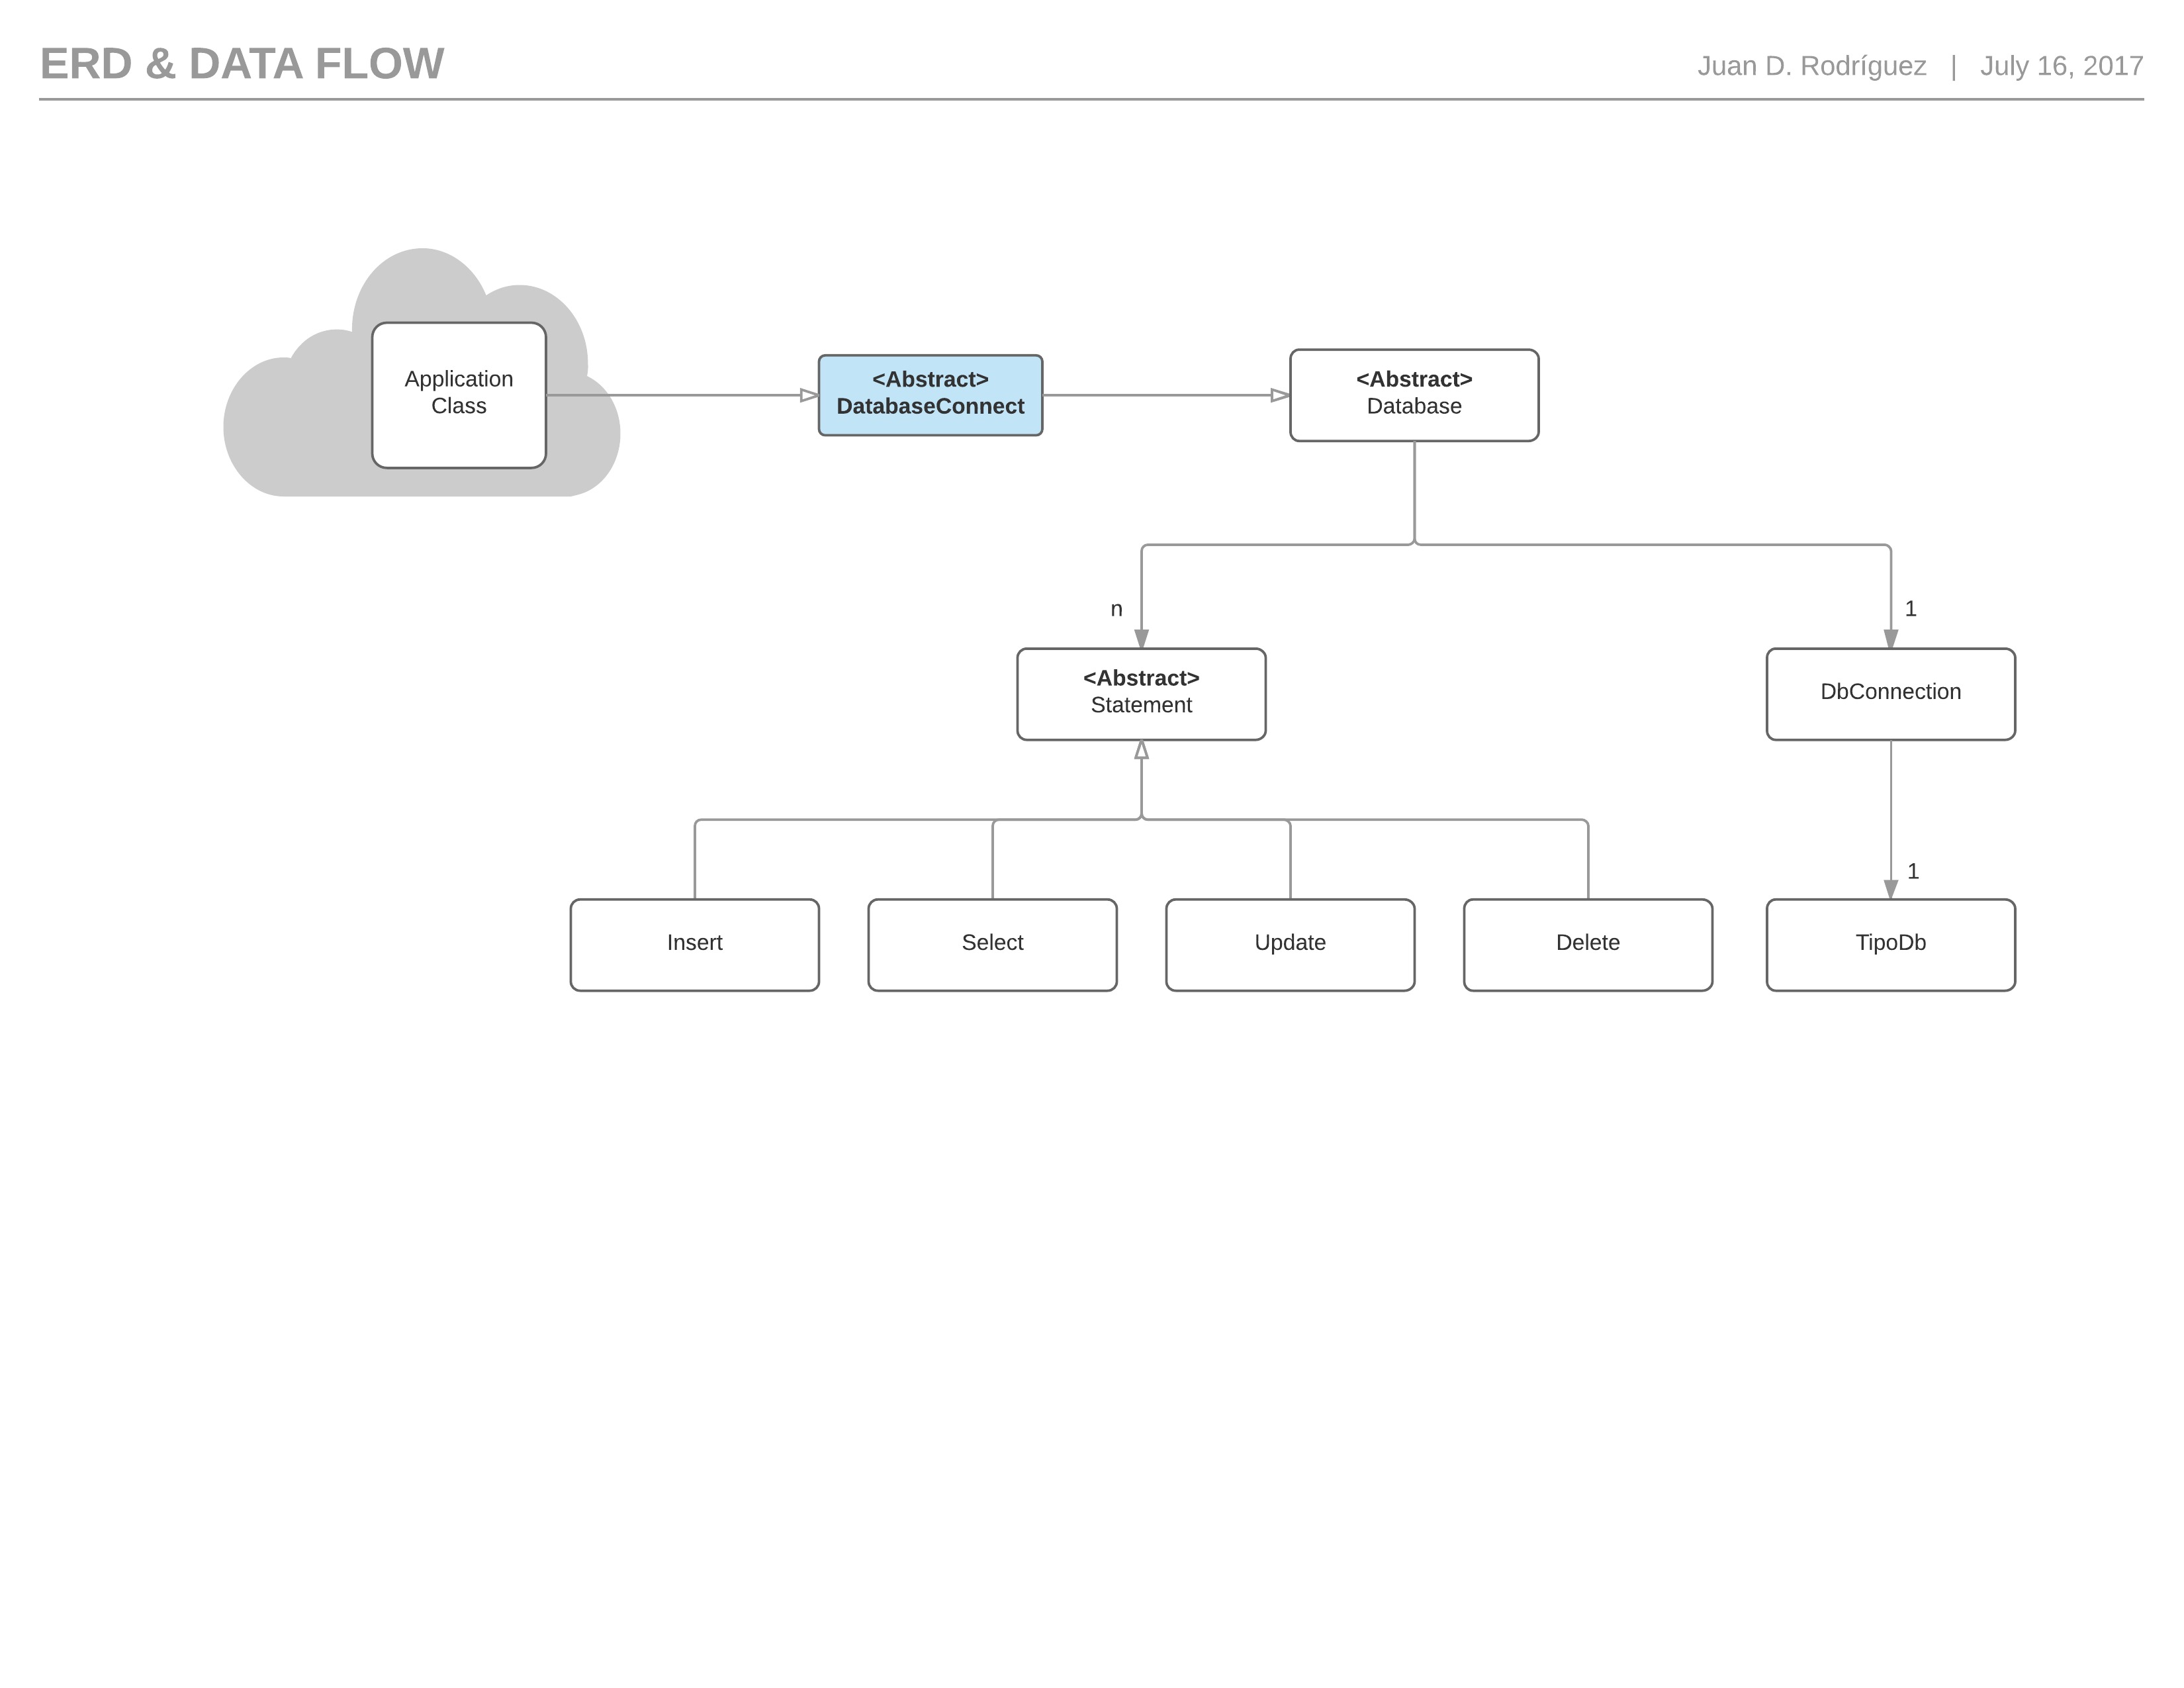 ERD & DATA FLOW
Juan D. Rodríguez | July 16, 2017
Application
Class
<Abstract>
DatabaseConnect
<Abstract>
Database
n
1
<Abstract>
Statement
DbConnection
1
Insert
Select
Update
Delete
TipoDb